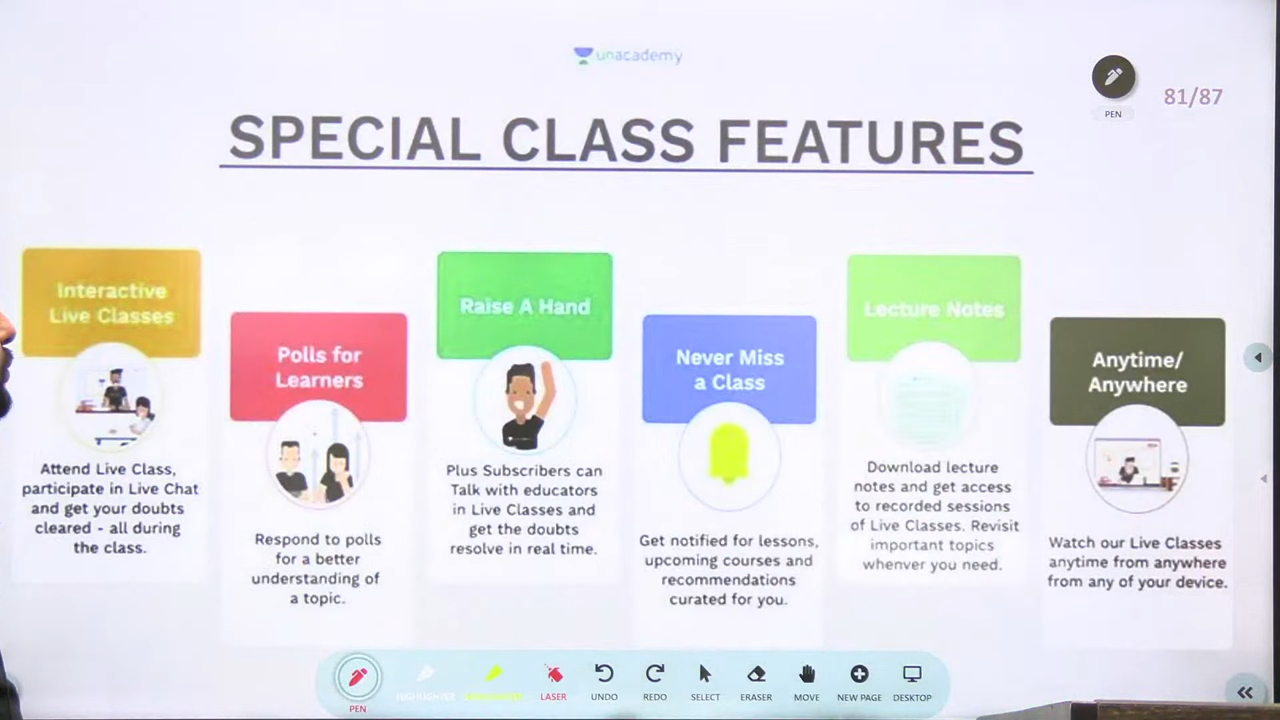 unacademy
PEN
81/87
SPECIAL CLASS FEATURES
Interactive
Live Classes
Attend Live Class,
participate in Live Chat
and get your doubts
cleared - all during
the class.
Polls for
Learners
Respond to polls
for a better
understanding of
a topic.
Raise A Hand
Plus Subscribers can
Talk with educators
in Live Classes and
get the doubts
resolve in real time.
Never Miss
a Class
Get notified for lessons,
upcoming courses and
recommendations
curated for you.
Lecture Notes
Download lecture
notes and get access
to recorded sessions
of Live Classes. Revisit
important topics
whenver you need.
Anytime/
Anywhere
Watch our Live Classes
anytime from anywhere
from any of your device.
PEN
HIGHLIGHTER
LASER
UNDO
REDO
SELECT
ERASER
MOVE
NEW PAGE
DESKTOP